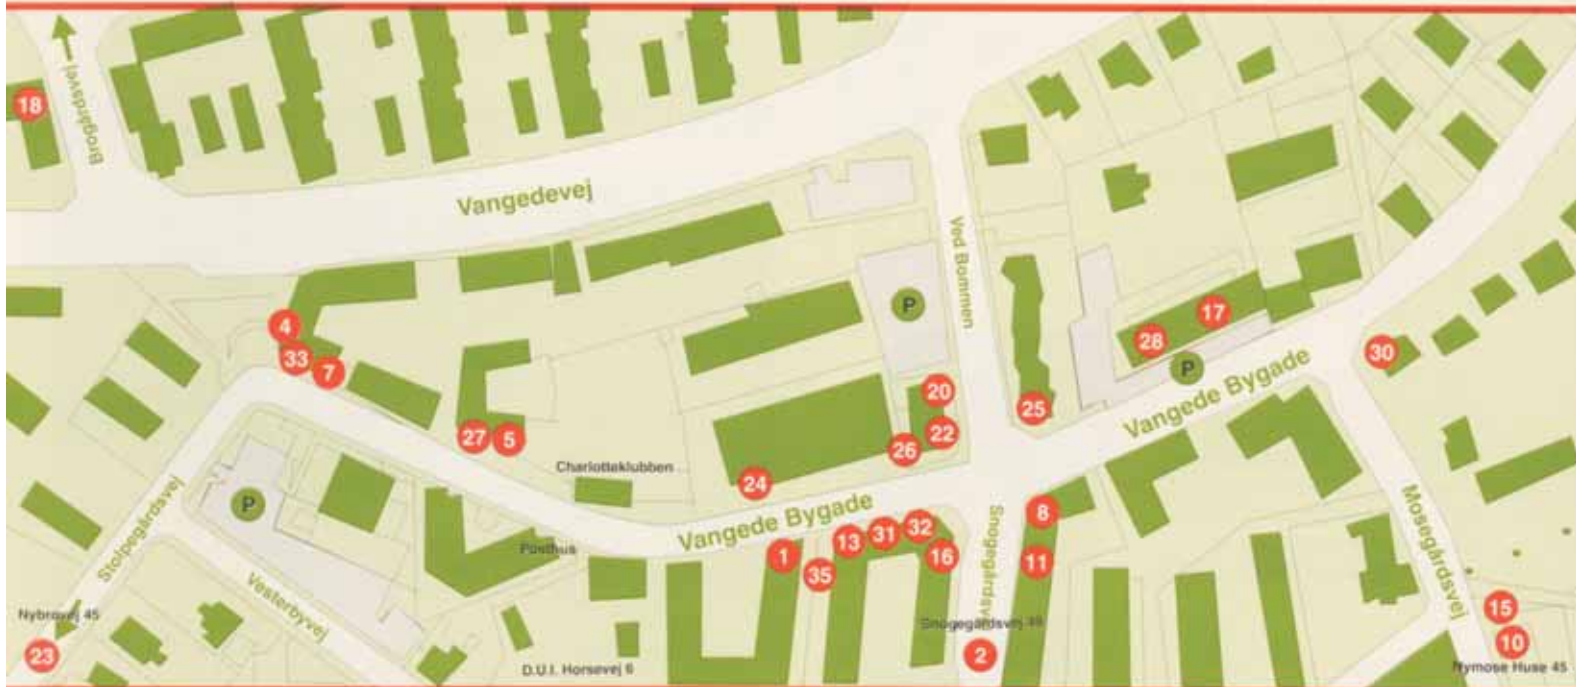 18
Brogårdsvej
Vangedevej
Ved Bommen
P
4
33
7
17
28
P
30
20
25
22
26
27
5
Charlotteklubben
24
Vangede Bygade
Vangede Bygade
P
Stolpegårdsvej
Vesterbyvej
Posthus
1
35
13
31
32
16
8
11
Snogegårdsvej
Mosegårdsvej
Nybrovej 45
23
D.U.I. Horsevej 6
Snogegårdsvej 48
2
15
10
Nymose Huse 45